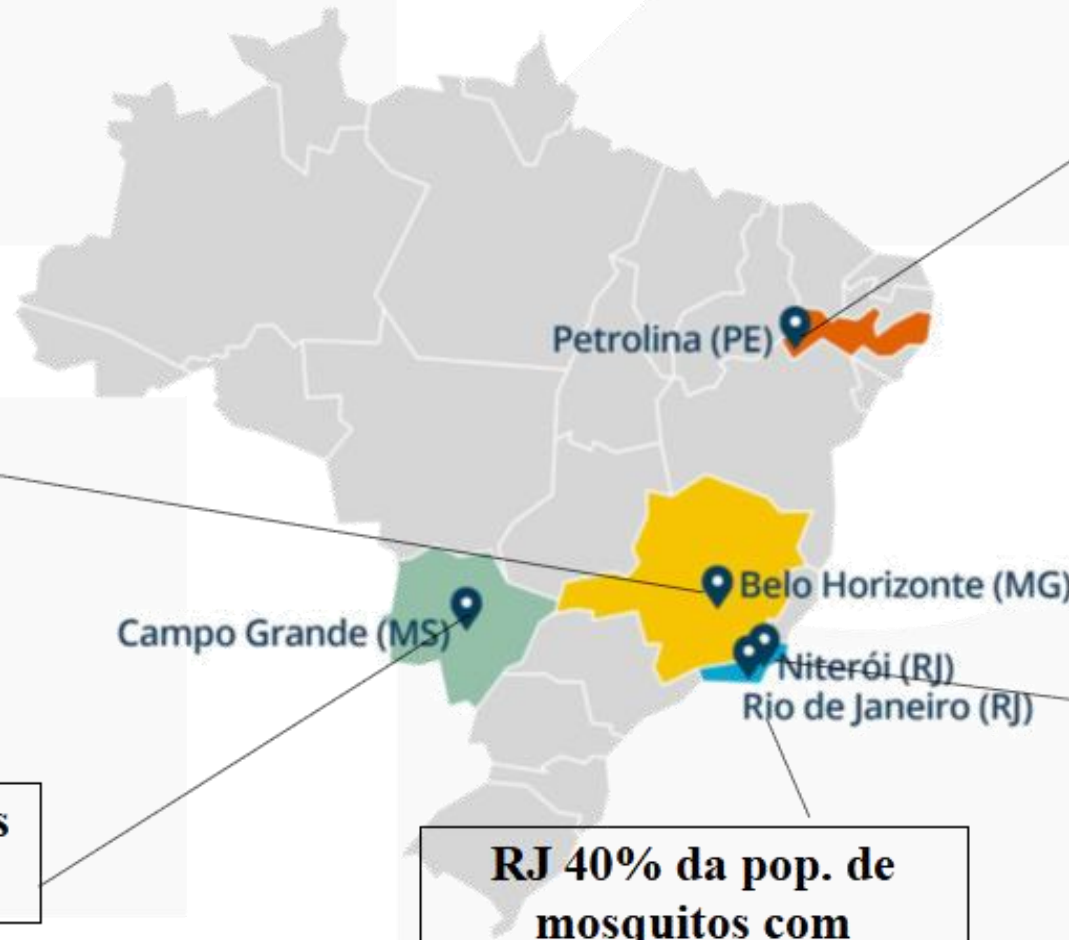 Petrolina (PE)
Belo Horizonte (MG)
Campo Grande (MS)
Niterói (RJ)
Rio de Janeiro (RJ)
RJ 40% da pop. de
mosquitos com